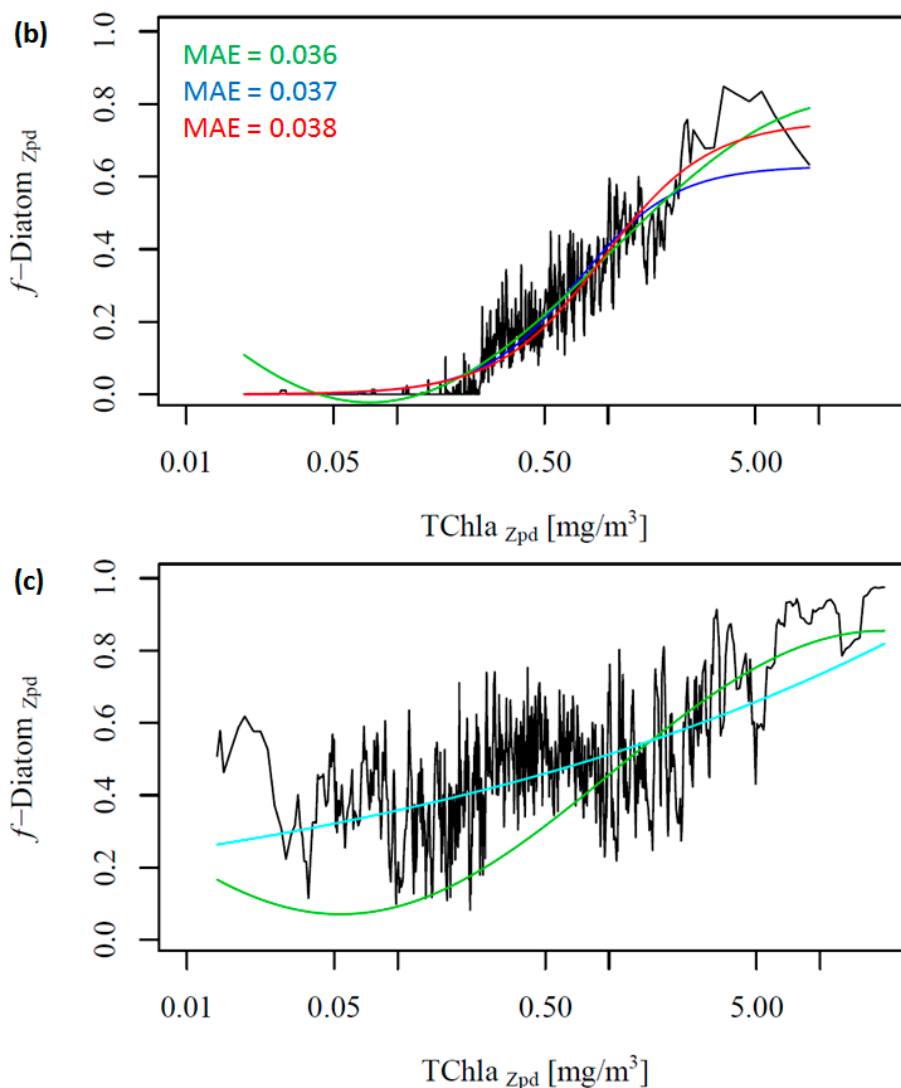 (b)
MAE = 0.036
MAE = 0.037
MAE = 0.038
1.0
0.8
0.6
0.4
0.2
0.0
f−Diatom Zpd
0.01 0.05 0.50 5.00
TChla Zpd [mg/m³]
(c)
1.0
0.8
0.6
0.4
0.2
0.0
f−Diatom Zpd
0.01 0.05 0.50 5.00
TChla Zpd [mg/m³]